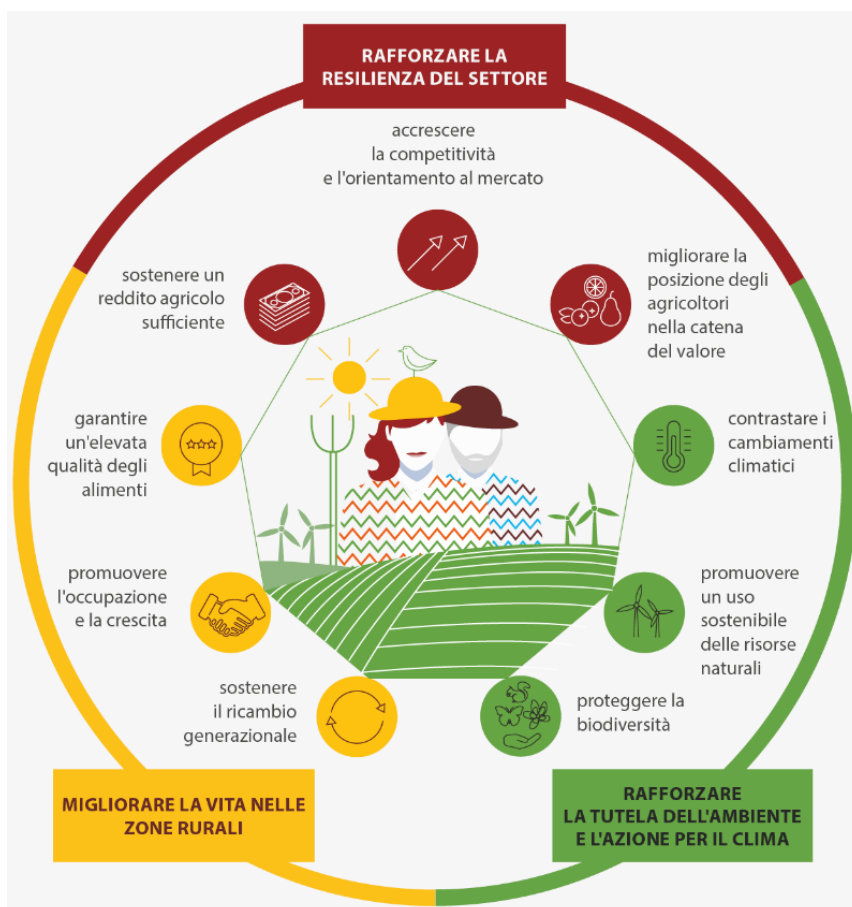 RAFFORZARE LA
RESILIENZA DEL SETTORE
accrescere
la competitività
e l'orientamento al mercato
sostenere un
reddito agricolo
sufficiente
migliorare la
posizione degli
agricoltori
nella catena
del valore
garantire
un'elevata
qualità degli
alimenti
contrastare i
cambiamenti
climatici
promuovere
l'occupazione
e la crescita
promuovere
un uso
sostenibile
delle risorse
naturali
sostenere
il ricambio
generazionale
proteggere la
biodiversità
MIGLIORARE LA VITA NELLE
ZONE RURALI
RAFFORZARE
LA TUTELA DELL'AMBIENTE
E L'AZIONE PER IL CLIMA